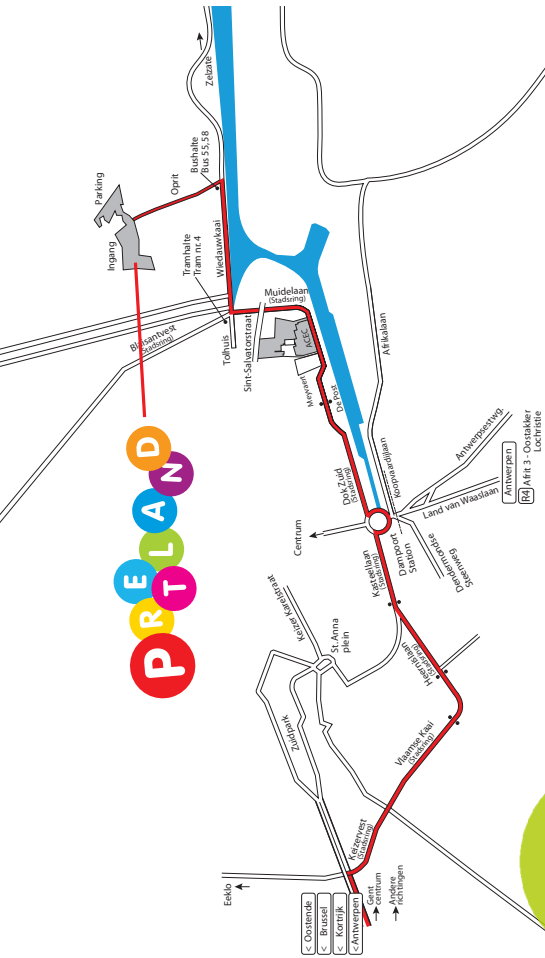 Zelzate
Parking
Oprit
Bushalte
Bus 55,58
Ingang
Tramhalte
Tram nr. 4
Wiedauwkaai
Blaisantvest
(Stadsring)
Tolhuis
Sint-Salvatorstraat
Muidelaan
(Stadsring)
ACEC
Meyvaert
De Post
Afrikalaan
Dok Zuid
(Stadsring)
Koopvaardijlaan
Antwerpsestwg.
Land van Waaslaan
Antwerpen
R4 Afrit 3 - Oostakker
Lochristie
Dendermondse
Steenweg
Dampoort
Station
Centrum
Kasteellaan
(Stadsring)
PRETLAND
Keizer Karelstraat
St. Anna
plein
Heernislaan
(Stadsring)
Zuidpark
Vlaamse Kaai
(Stadsring)
Keizervest
(Stadsring)
Eeklo
< Oostende
< Brussel
< Kortrijk
< Antwerpen
Gent
centrum
Andere
richtingen